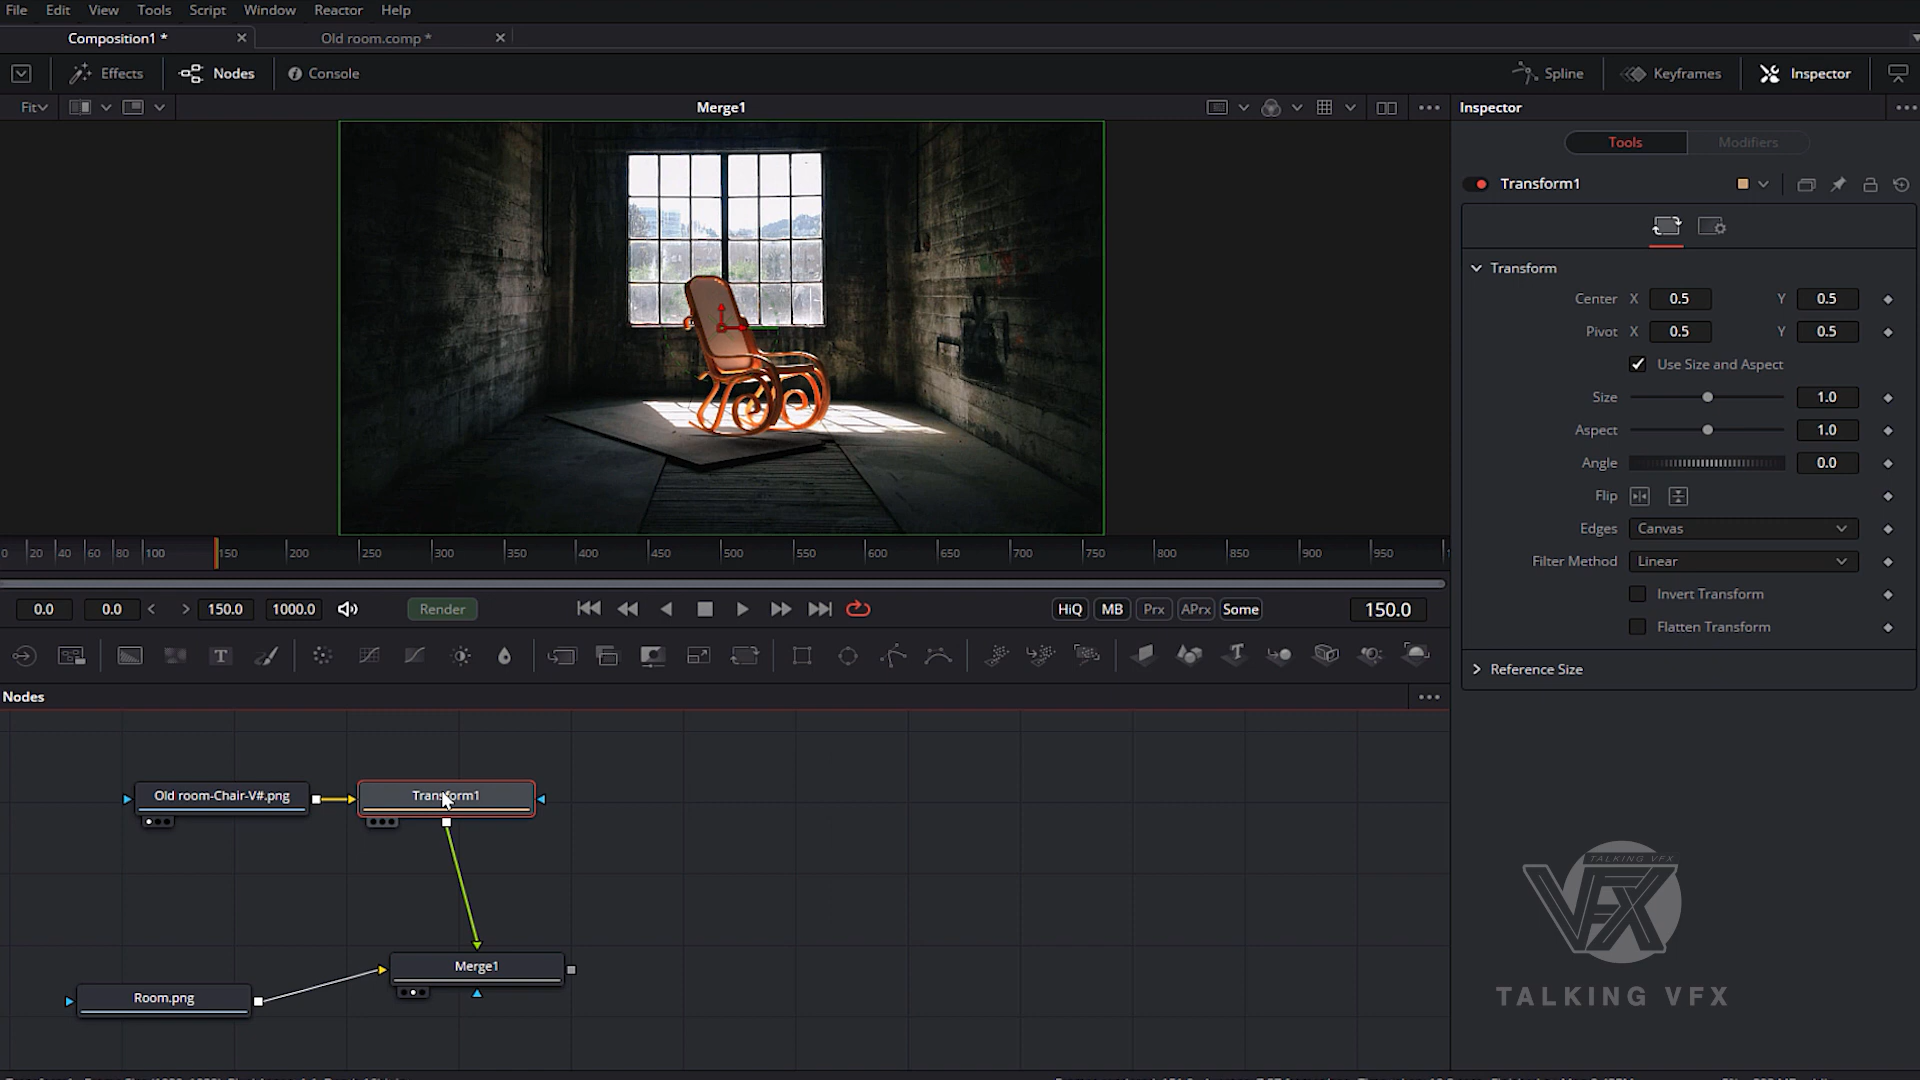 File Edit View Tools Script Window Reactor Help
Composition1 * Old room.comp *
Effects Nodes Console Spline Keyframes Inspector
Fit Merge1 Inspector
Tools Modifiers
Transform1
Transform
Center X 0.5 Y 0.5
Pivot X 0.5 Y 0.5
Use Size and Aspect
Size 1.0
Aspect 1.0
Angle 0.0
Flip
Edges Canvas
Filter Method Linear
Invert Transform
Flatten Transform
Reference Size
0 20 40 60 80 100 150 200 250 300 350 400 450 500 550 600 650 700 750 800 850 900 950
0.0 0.0 < > 150.0 1000.0 Render HiQ MB Prx APrx Some 150.0
Nodes
Old room-Chair-V#.png Transform1
Merge1
Room.png
TALKING VFX
VFX
TALKING VFX